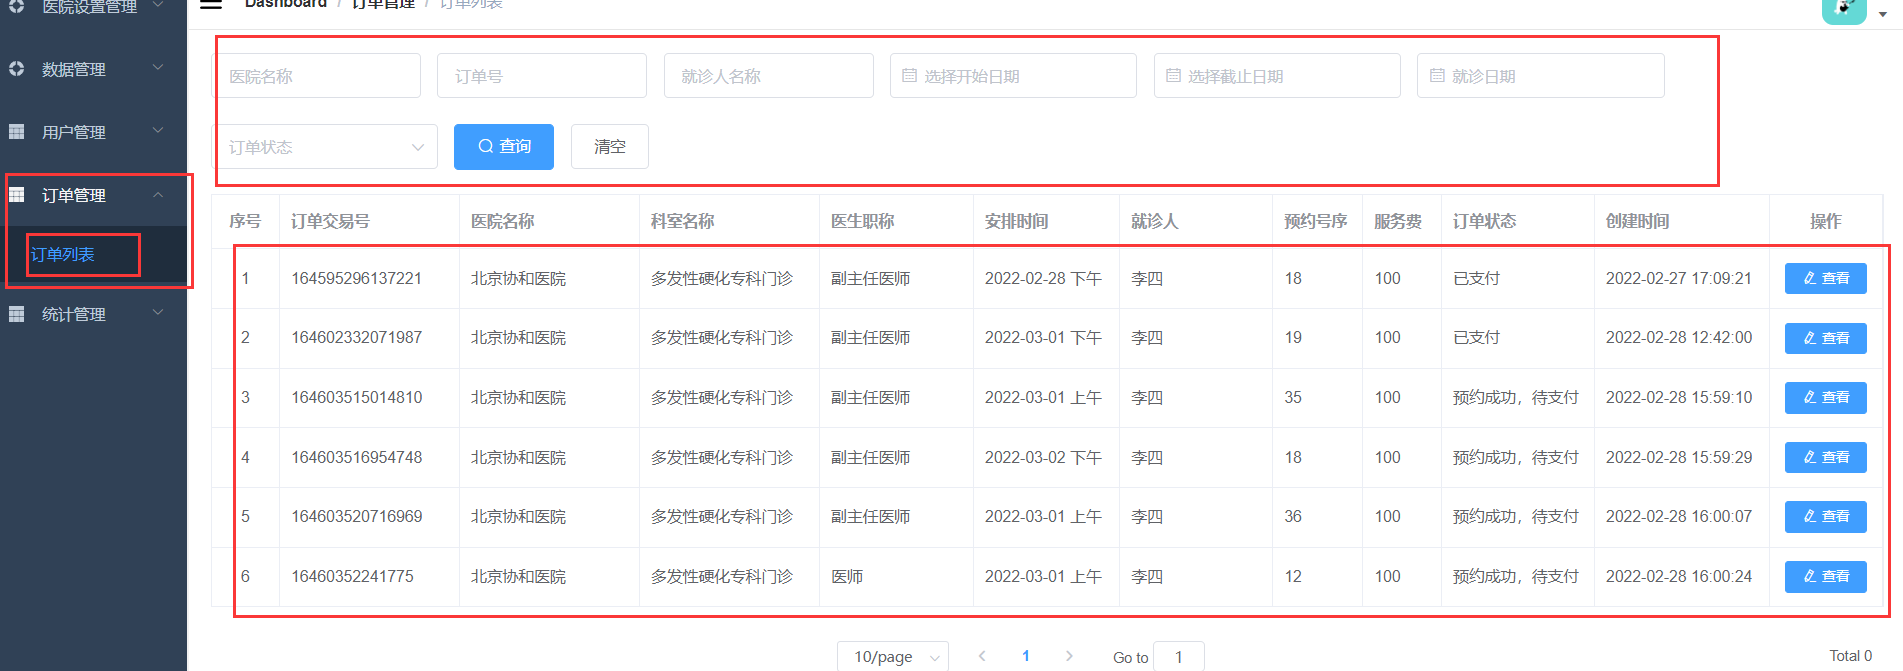 医院设置管理
数据管理
用户管理
订单管理
订单列表
统计管理
Dashboard / 订单管理 / 订单列表
医院名称 订单号 就诊人名称 选择开始日期 选择截止日期 就诊日期
订单状态 查询 清空
序号 订单交易号 医院名称 科室名称 医生职称 安排时间 就诊人 预约号序 服务费 订单状态 创建时间 操作
1 164595296137221 北京协和医院 多发性硬化专科门诊 副主任医师 2022-02-28 下午 李四 18 100 已支付 2022-02-27 17:09:21 查看
2 164602332071987 北京协和医院 多发性硬化专科门诊 副主任医师 2022-03-01 下午 李四 19 100 已支付 2022-02-28 12:42:00 查看
3 164603515014810 北京协和医院 多发性硬化专科门诊 副主任医师 2022-03-01 上午 李四 35 100 预约成功，待支付 2022-02-28 15:59:10 查看
4 164603516954748 北京协和医院 多发性硬化专科门诊 副主任医师 2022-03-02 下午 李四 18 100 预约成功，待支付 2022-02-28 15:59:29 查看
5 164603520716969 北京协和医院 多发性硬化专科门诊 副主任医师 2022-03-01 上午 李四 36 100 预约成功，待支付 2022-02-28 16:00:07 查看
6 16460352241775 北京协和医院 多发性硬化专科门诊 医师 2022-03-01 上午 李四 12 100 预约成功，待支付 2022-02-28 16:00:24 查看
10/page 1 Go to 1 Total 0